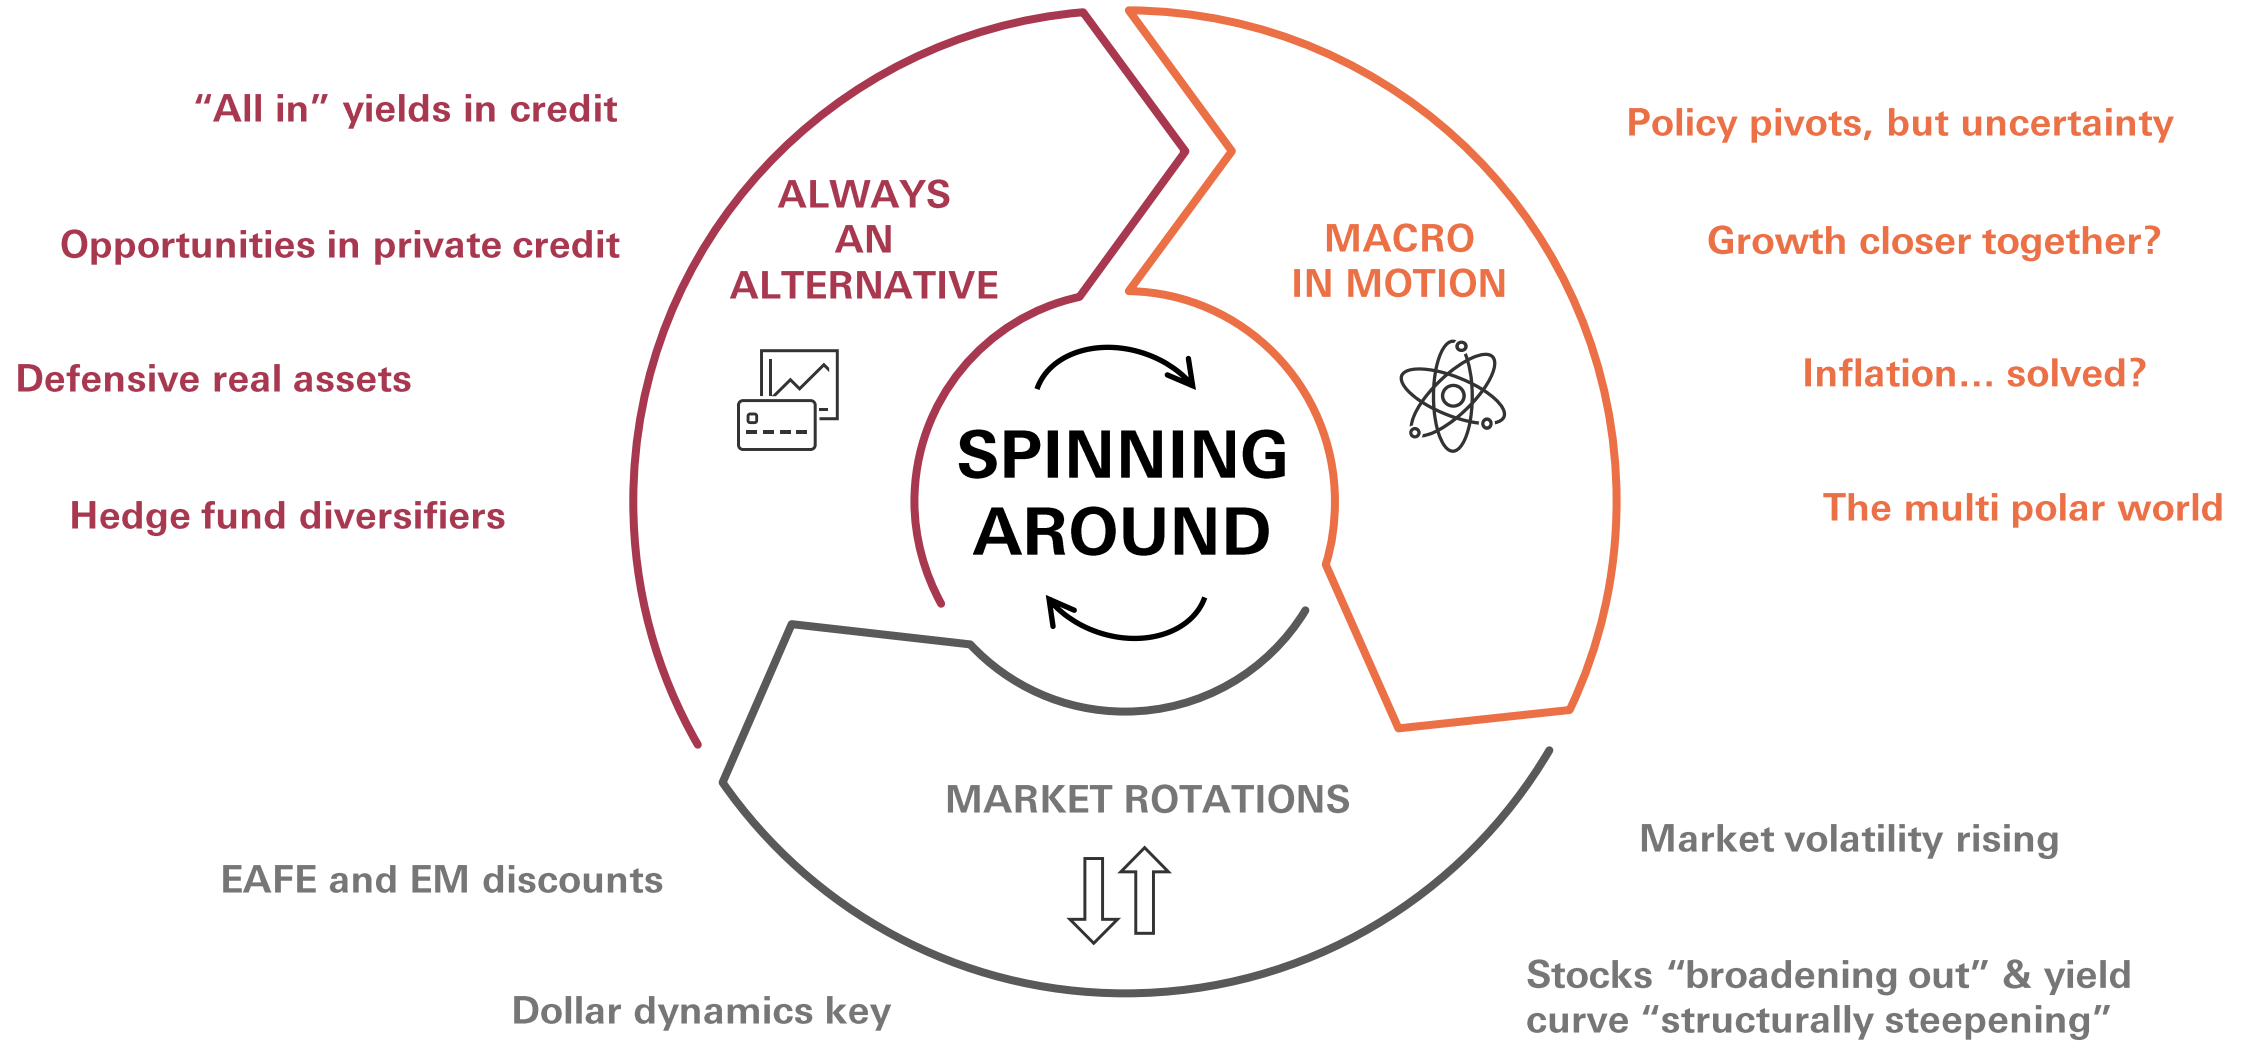 “All in” yields in credit
Opportunities in private credit
Defensive real assets
Hedge fund diversifiers
ALWAYS
AN
ALTERNATIVE
MACRO
IN MOTION
Policy pivots, but uncertainty
Growth closer together?
Inflation... solved?
The multi polar world
SPINNING
AROUND
MARKET ROTATIONS
EAFE and EM discounts
Dollar dynamics key
Market volatility rising
Stocks “broadening out” & yield
curve “structurally steepening”